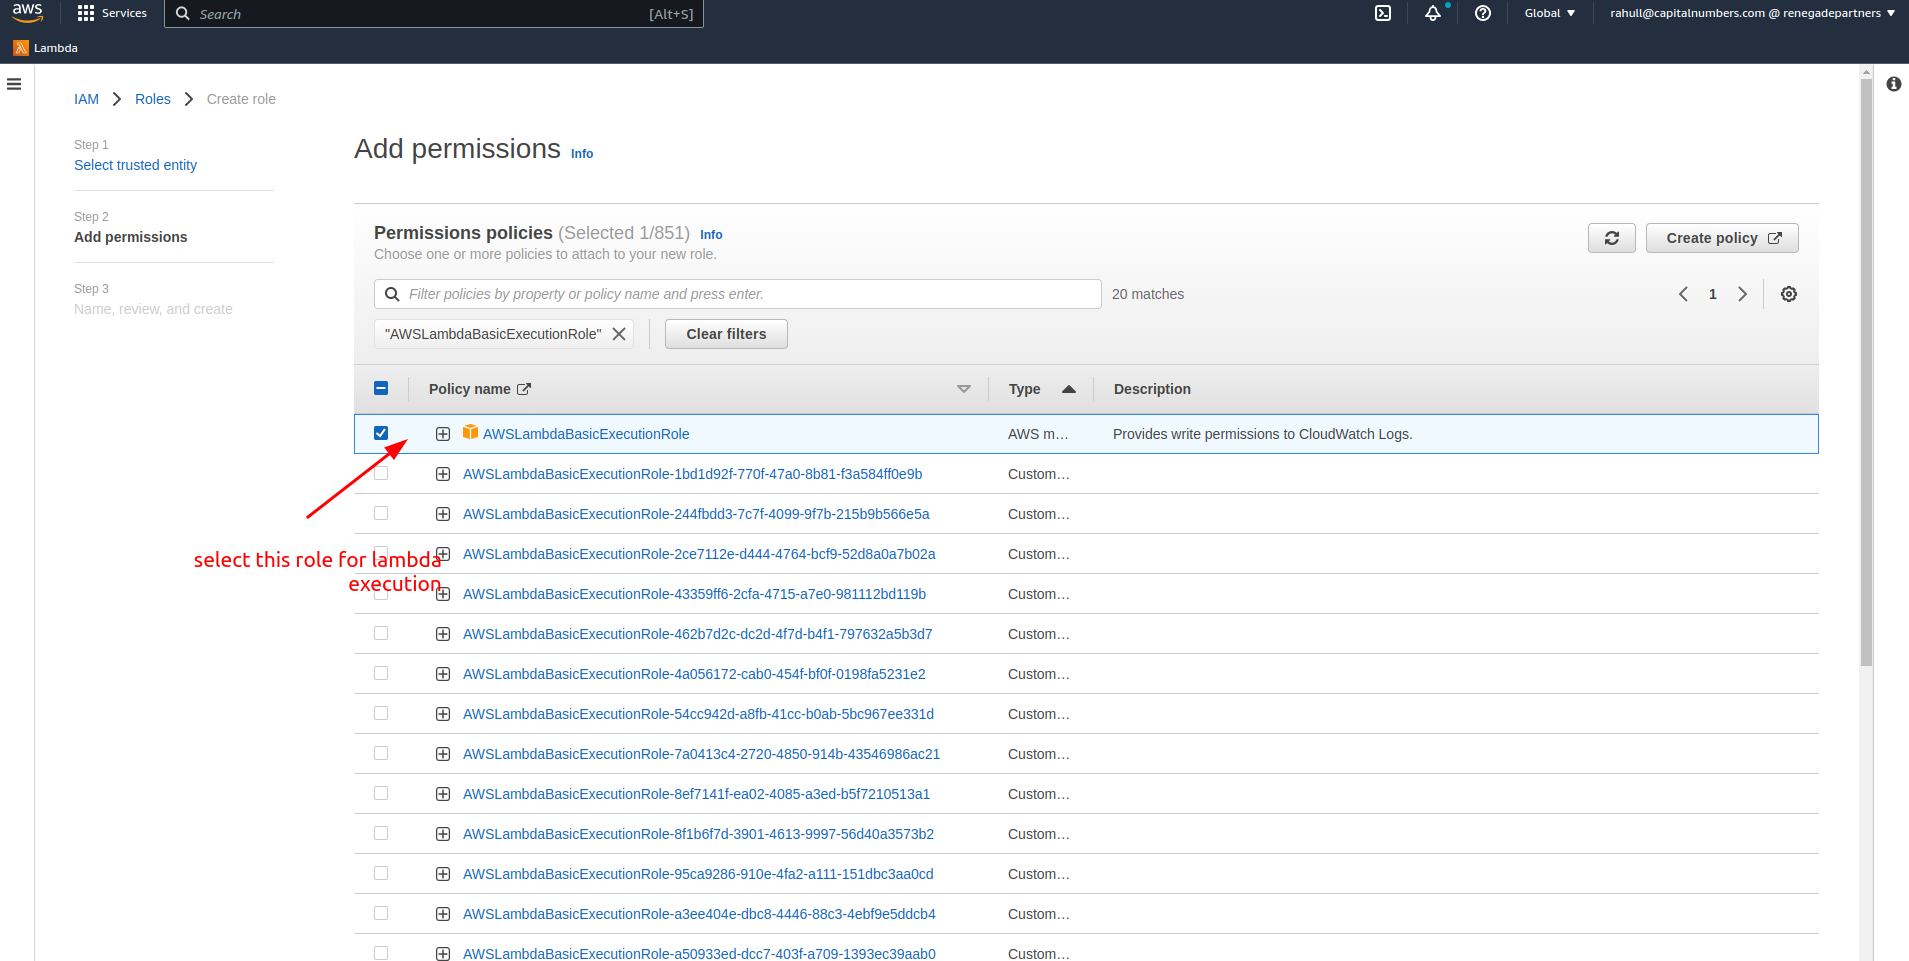 aws
Services
Search [Alt+S]
Global
rahull@capitalnumbers.com @ renegadepartners
Lambda
IAM > Roles > Create role
Step 1
Select trusted entity
Step 2
Add permissions
Step 3
Name, review, and create
Add permissions Info
Permissions policies (Selected 1/851) Info
Choose one or more policies to attach to your new role.
Create policy
Filter policies by property or policy name and press enter.
20 matches
1
"AWSLambdaBasicExecutionRole"
Clear filters
Policy name Type Description
AWSLambdaBasicExecutionRole AWS m… Provides write permissions to CloudWatch Logs.
AWSLambdaBasicExecutionRole-1bd1d92f-770f-47a0-8b81-f3a584ff0e9b Custom…
AWSLambdaBasicExecutionRole-244fbdd3-7c7f-4099-9f7b-215b9b566e5a Custom…
select this role for lambda
execution
AWSLambdaBasicExecutionRole-2ce7112e-d444-4764-bcf9-52d8a0a7b02a Custom…
AWSLambdaBasicExecutionRole-43359ff6-2cfa-4715-a7e0-981112bd119b Custom…
AWSLambdaBasicExecutionRole-462b7d2c-dc2d-4f7d-b4f1-797632a5b3d7 Custom…
AWSLambdaBasicExecutionRole-4a056172-cab0-454f-bf0f-0198fa5231e2 Custom…
AWSLambdaBasicExecutionRole-54cc942d-a8fb-41cc-b0ab-5bc967ee331d Custom…
AWSLambdaBasicExecutionRole-7a0413c4-2720-4850-914b-43546986ac21 Custom…
AWSLambdaBasicExecutionRole-8ef7141f-ea02-4085-a3ed-b5f7210513a1 Custom…
AWSLambdaBasicExecutionRole-8f1b6f7d-3901-4613-9997-56d40a3573b2 Custom…
AWSLambdaBasicExecutionRole-95ca9286-910e-4fa2-a111-151dbc3aa0cd Custom…
AWSLambdaBasicExecutionRole-a3ee404e-dbc8-4446-88c3-4ebf9e5ddcb4 Custom…
AWSLambdaBasicExecutionRole-a50933ed-dcc7-403f-a709-1393ec39aab0 Custom…